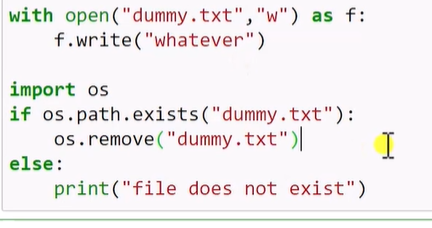 with open("dummy.txt","w") as f:
    f.write("whatever")

import os
if os.path.exists("dummy.txt"):
    os.remove("dummy.txt")
else:
    print("file does not exist")